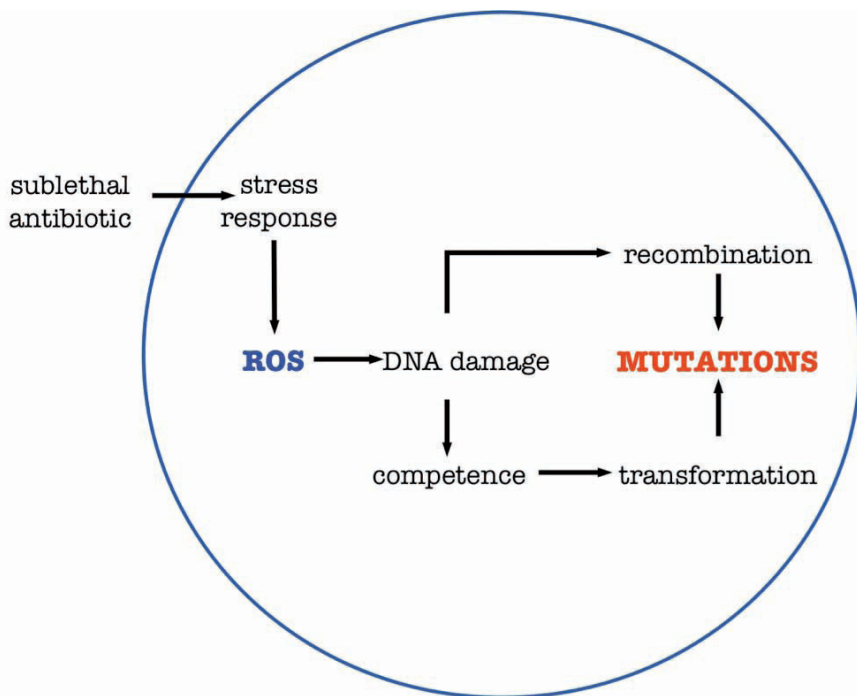 sublethal
antibiotic
stress
response
recombination
ROS
DNA damage
MUTATIONS
competence
transformation